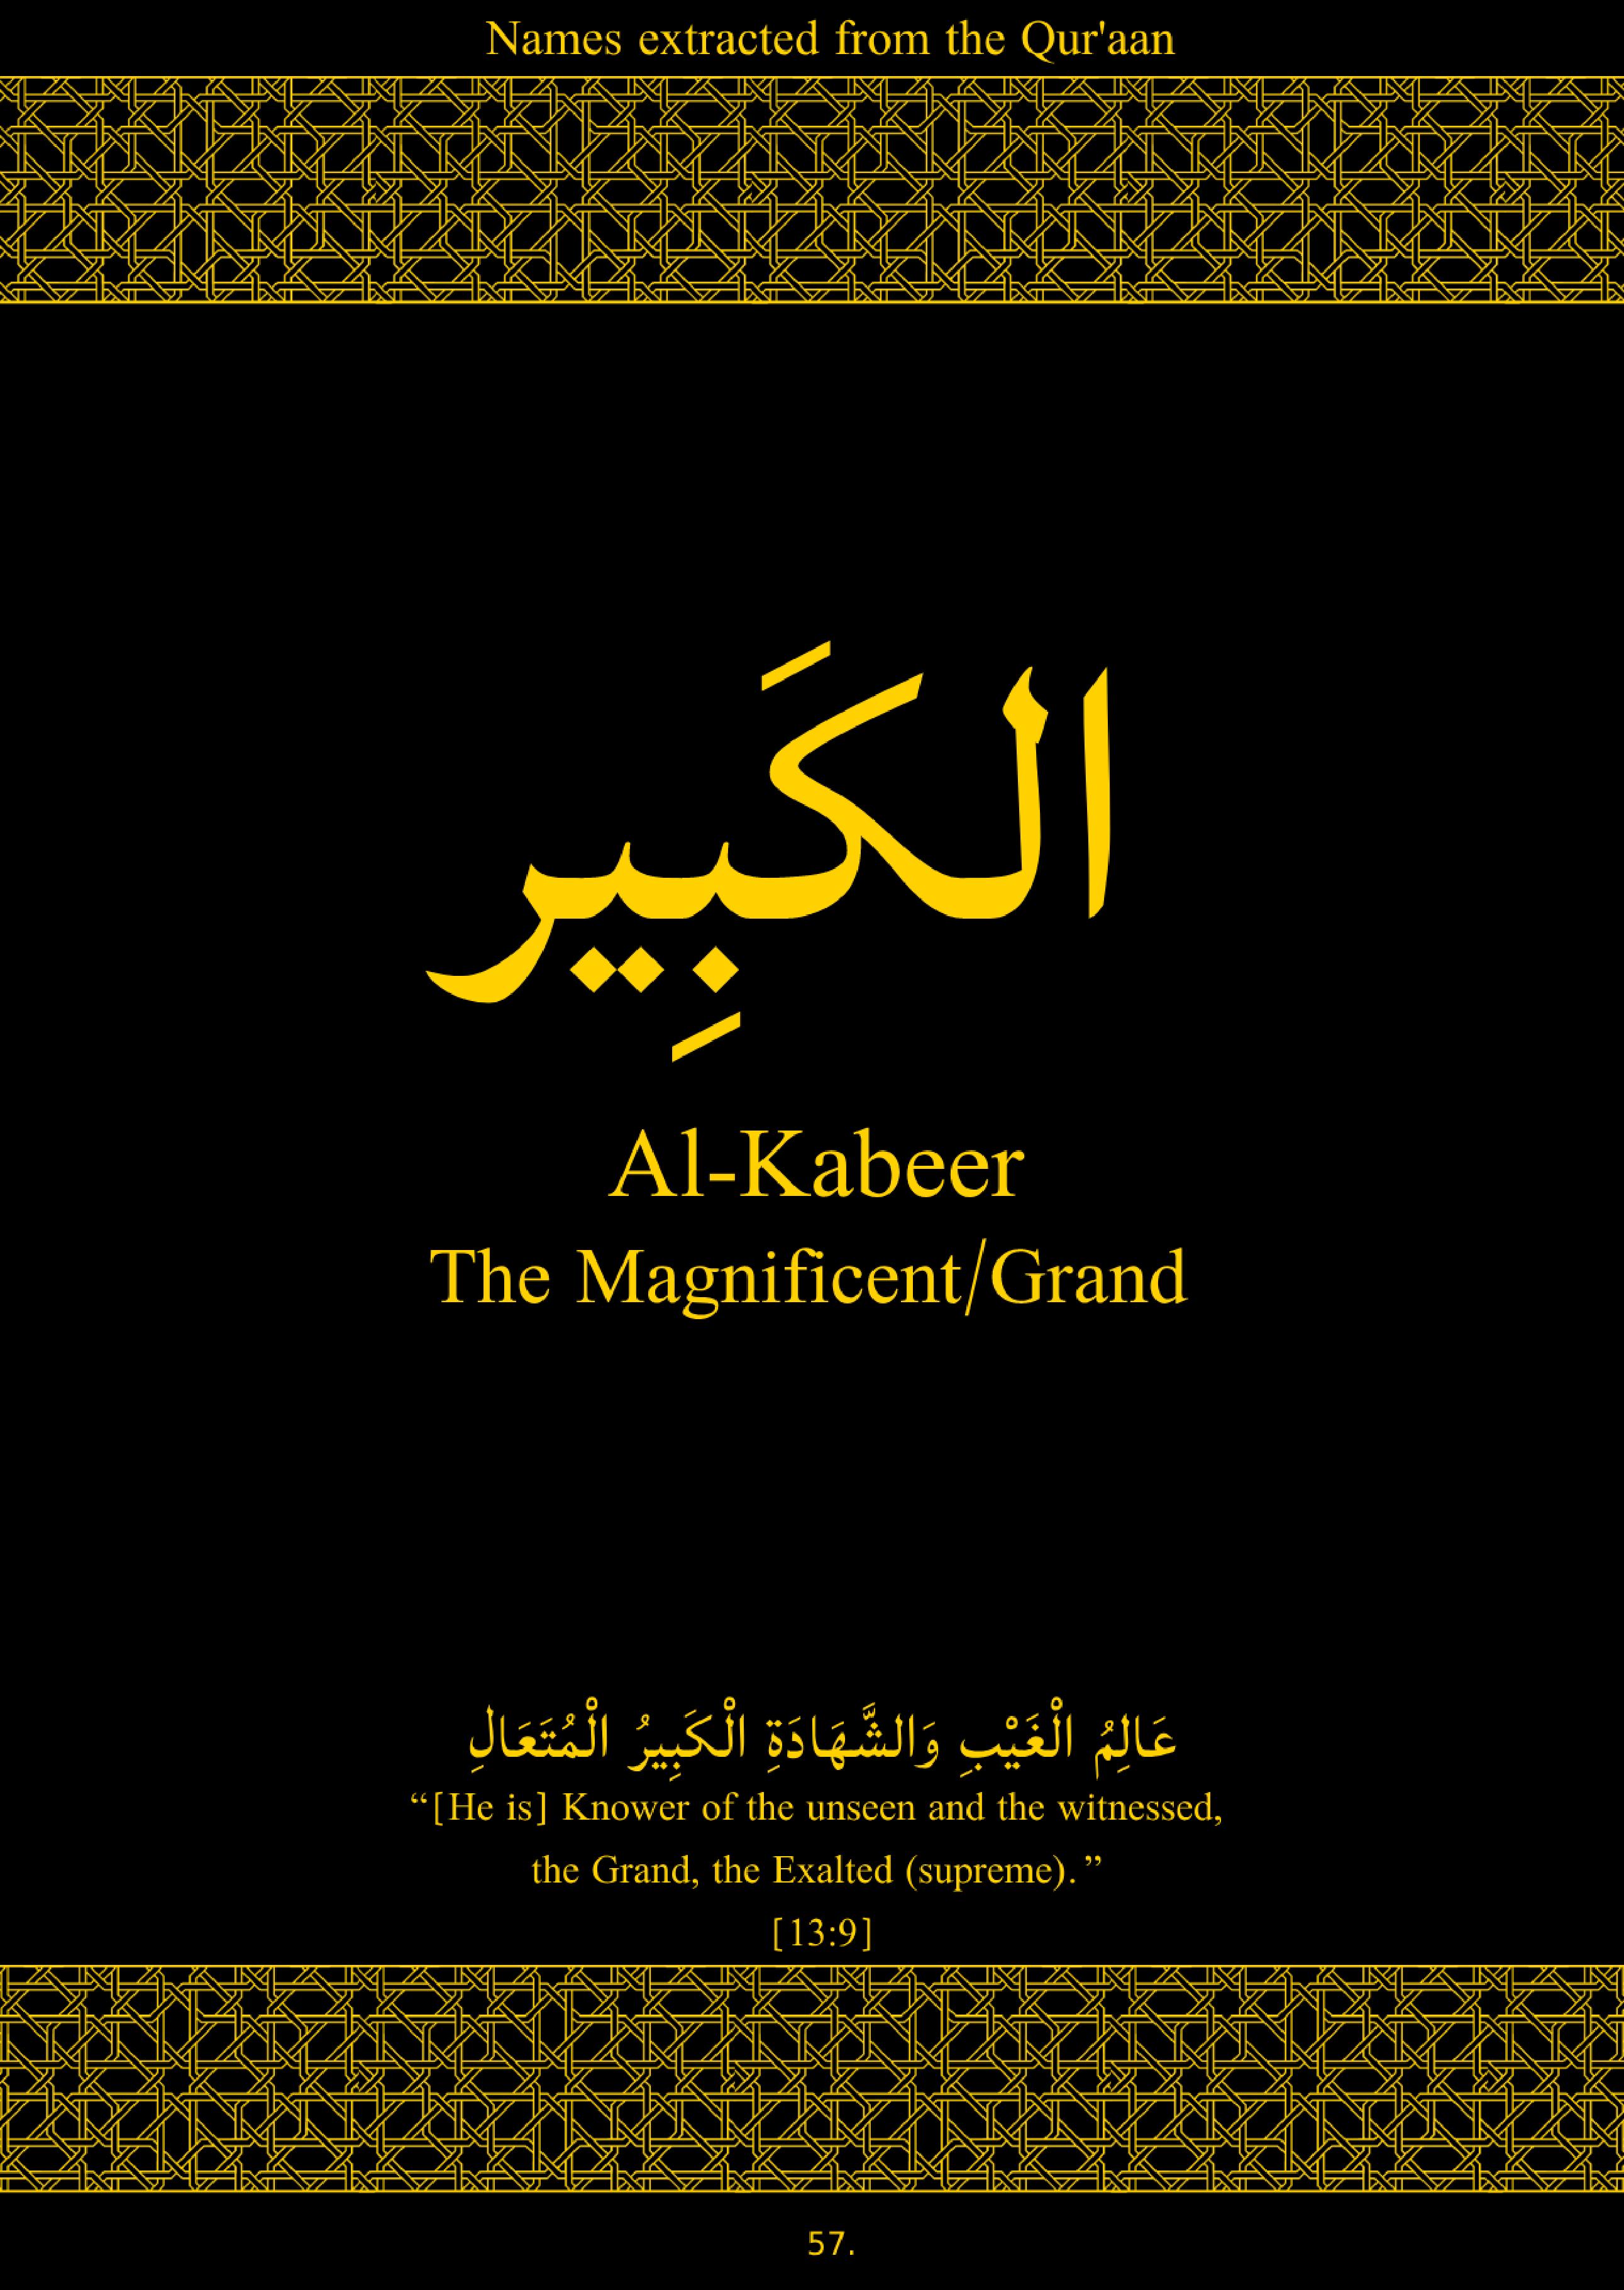 Names extracted from the Qur'aan
الكَبِير
Al-Kabeer
The Magnificent/Grand
عَالِمُ الْغَيْبِ وَالشَّهَادَةِ الْكَبِيرُ الْمُتَعَالِ
“[He is] Knower of the unseen and the witnessed,
the Grand, the Exalted (supreme).”
[13:9]
57.